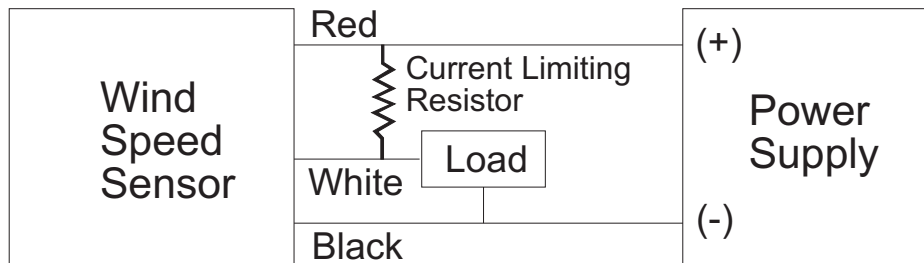 Red
(+)
Current Limiting
Resistor
Wind
Speed
Sensor
Power
Supply
Load
White
(-)
Black